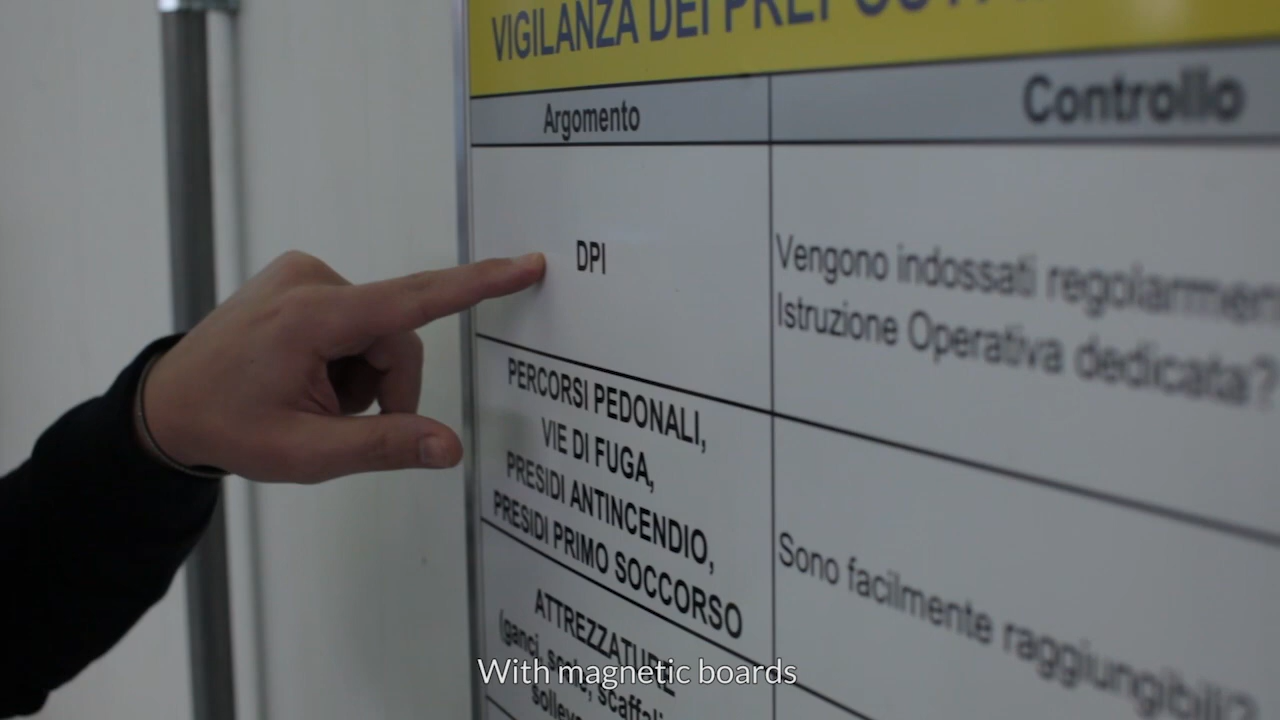 VIGILANZA DEI
Argomento
Controllo
DPI
Vengono indossati
Istruzione Operativa dedicata?
PERCORSI PEDONALI,
VIE DI FUGA,
PRESIDI ANTINCENDIO,
PRESIDI PRIMO SOCCORSO
Sono facilmente raggiungibili?
ATTREZZATURE
(ganci,
With magnetic boards